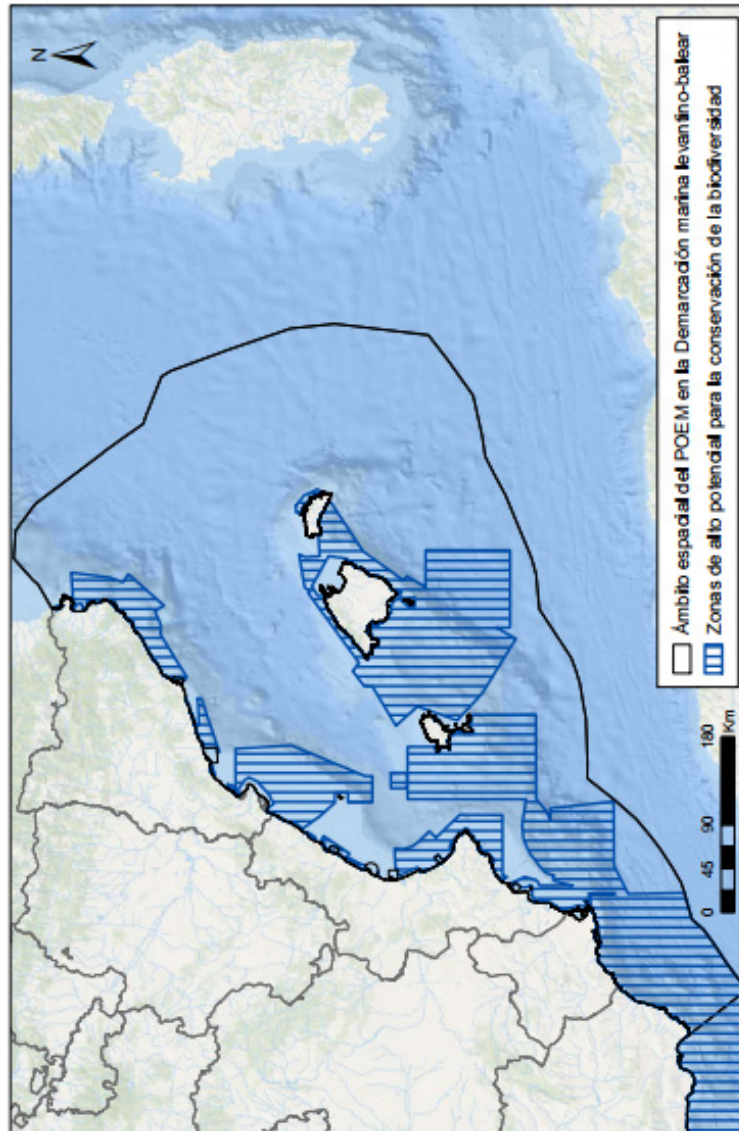 N
Ámbito espacial del POEM en la Demarcación marina levantino-balear
Zonas de alto potencial para la conservación de la biodiversidad
0 45 90 180
Km